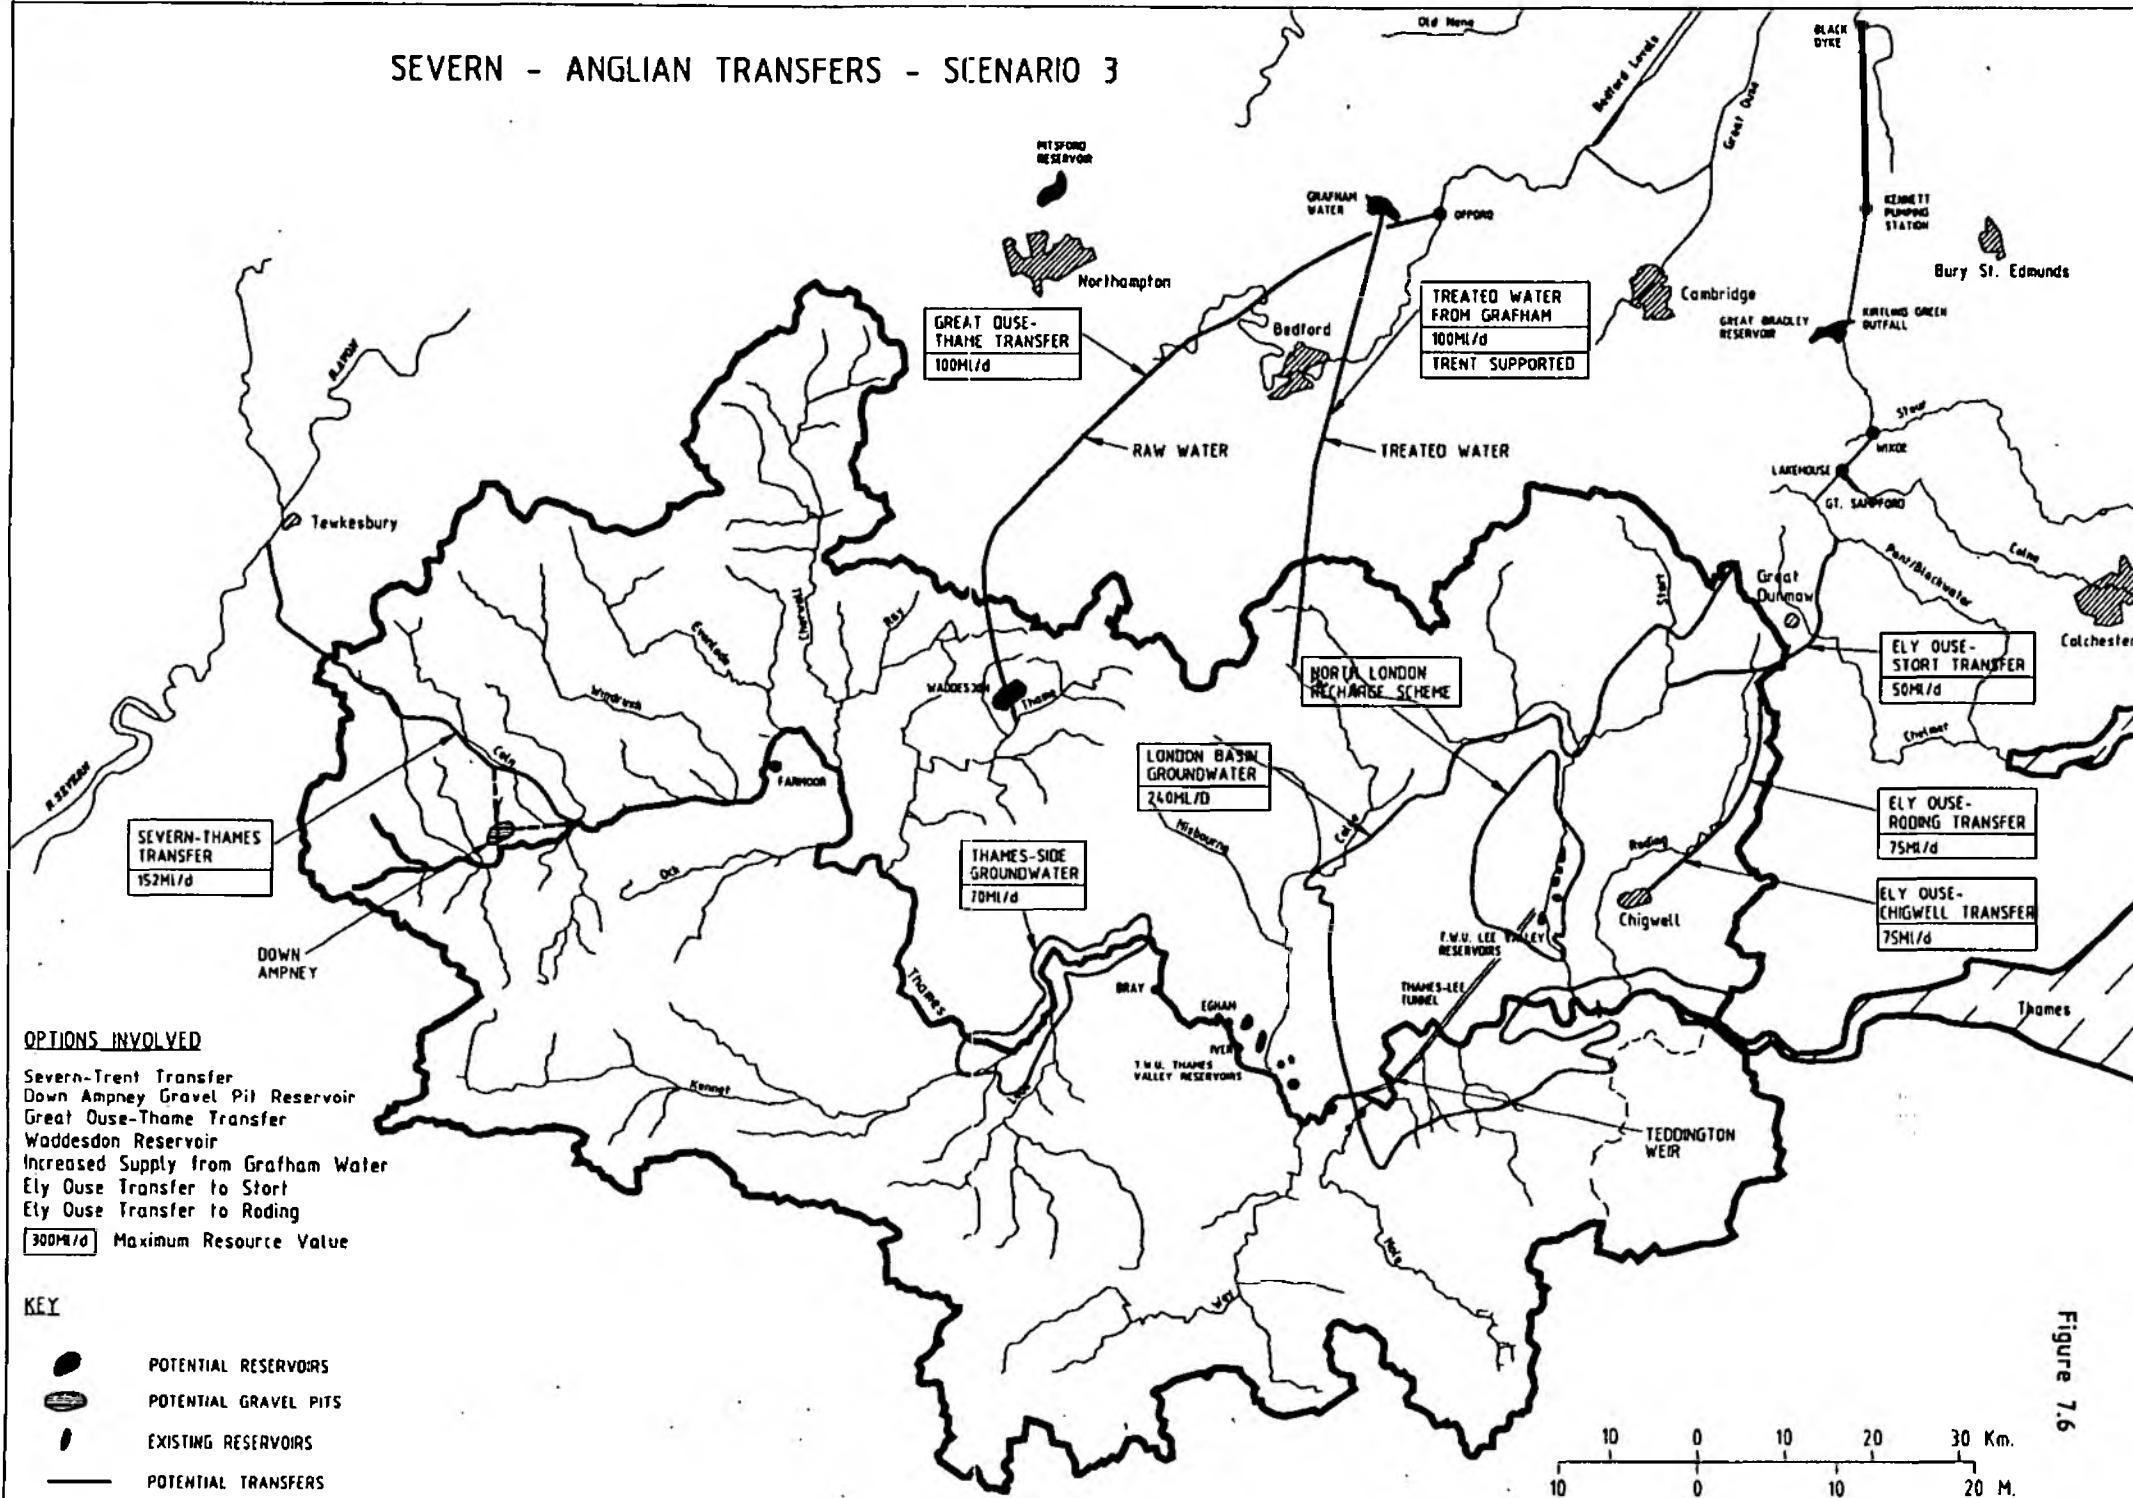 SEVERN - ANGLIAN TRANSFERS - SCENARIO 3
Old Nene
Bedford Levels
Great Ouse
BLACK
DYKE
PITSFORD
RESERVOIR
GRAFHAM
WATER
OFFORD
KENNETT
PUMPING
STATION
Northampton
Bury St. Edmunds
Cambridge
GREAT OUSE-
THAME TRANSFER
100Ml/d
Bedford
TREATED WATER
FROM GRAFHAM
100Ml/d
TRENT SUPPORTED
GREAT BRADLEY
RESERVOIR
KIRTLING GREEN
OUTFALL
R.AVON
RAW WATER
TREATED WATER
Stour
WIXOE
LAKEHOUSE
GT. SAMPFORD
Tewkesbury
Colne
Pant/Blackwater
Great
Dunmow
Stort
Colchester
Cherwell
Ray
Evenlode
Windrush
WADDESDON
Thame
NORTH LONDON
RECHARGE SCHEME
ELY OUSE-
STORT TRANSFER
50Ml/d
Chelmer
Coln
FARMOOR
LONDON BASIN
GROUNDWATER
240ML/D
R.SEVERN
SEVERN-THAMES
TRANSFER
152Ml/d
Misbourne
Colne
Roding
ELY OUSE-
RODING TRANSFER
75Ml/d
Ock
THAMES-SIDE
GROUNDWATER
70Ml/d
ELY OUSE-
CHIGWELL TRANSFER
75Ml/d
Chigwell
DOWN
AMPNEY
T.W.U. LEE VALLEY
RESERVOIRS
Thames
BRAY
THAMES-LEE
TUNNEL
EGHAM
IVER
Thames
T.W.U. THAMES
VALLEY RESERVOIRS
Kennet
TEDDINGTON
WEIR
Mole
Wey
OPTIONS INVOLVED
Severn-Trent Transfer
Down Ampney Gravel Pit Reservoir
Great Ouse-Thame Transfer
Waddesdon Reservoir
Increased Supply from Grafham Water
Ely Ouse Transfer to Stort
Ely Ouse Transfer to Roding
300Ml/d Maximum Resource Value
KEY
POTENTIAL RESERVOIRS
POTENTIAL GRAVEL PITS
EXISTING RESERVOIRS
POTENTIAL TRANSFERS
Figure 7.6
10 0 10 20 30 Km.
10 0 10 20 M.